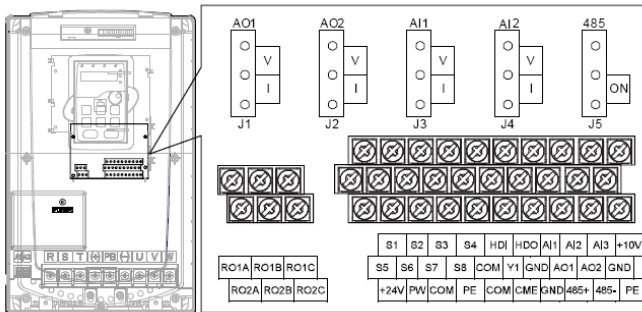 AO1 AO2 AI1 AI2 485
V V V V
I I I I ON
J1 J2 J3 J4 J5
R S T (+) PB (-) U V W
S1 S2 S3 S4 HDI HDO AI1 AI2 AI3 +10V
RO1A RO1B RO1C S5 S6 S7 S8 COM Y1 GND AO1 AO2 GND
RO2A RO2B RO2C +24V PW COM PE COM CME GND 485+ 485- PE